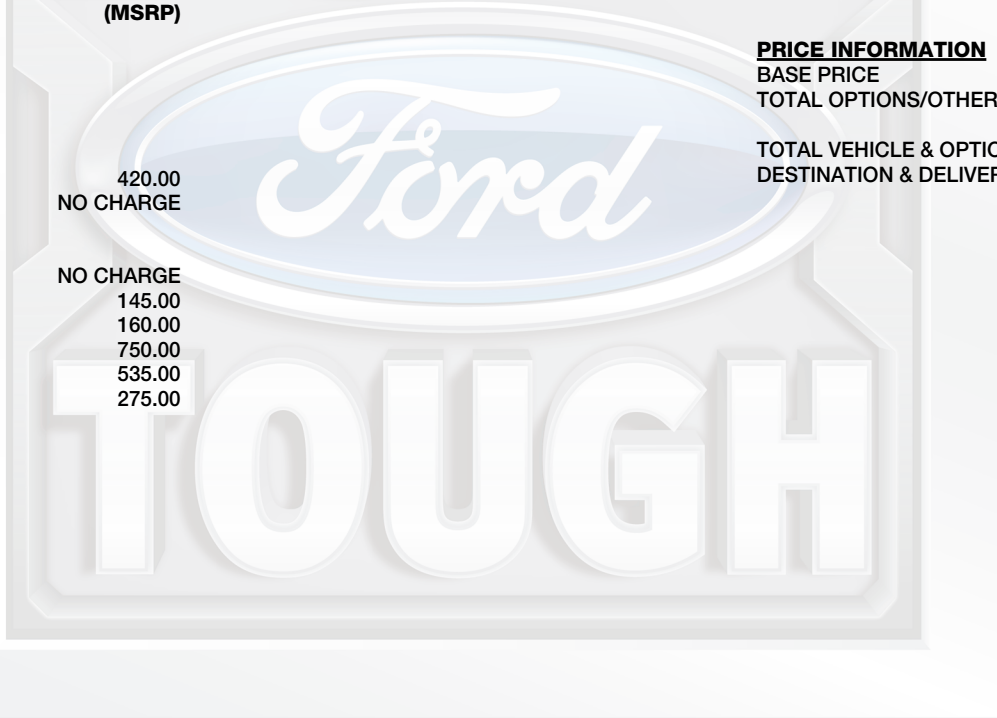 (MSRP)
420.00
NO CHARGE
NO CHARGE
145.00
160.00
750.00
535.00
275.00
PRICE INFORMATION
BASE PRICE
TOTAL OPTIONS/OTHER
TOTAL VEHICLE & OPTIO
DESTINATION & DELIVER
Ford
TOUGH